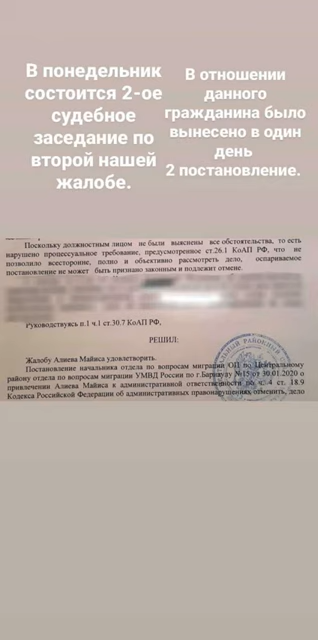 В понедельник
состоится 2-ое
судебное
заседание по
второй нашей
жалобе.
В отношении
данного
гражданина было
вынесено в один
день
2 постановление.
Поскольку должностным лицом не были выяснены все обстоятельства, то есть
нарушено процессуальное требование, предусмотренное ст.26.1 КоАП РФ, что не
позволило всесторонне, полно и объективно рассмотреть дело, оспариваемое
постановление не может быть признано законным и подлежит отмене.
Руководствуясь п.1 ч.1 ст.30.7 КоАП РФ,
РЕШИЛ:
Жалобу Алиева Майиса удовлетворить.
Постановление начальника отдела по вопросам миграции ОП по Центральному
району отдела по вопросам миграции УМВД России по г.Барнаулу №15 от 30.01.2020 о
привлечении Алиева Майиса к административной ответственности по ч. 4 ст. 18.9
Кодекса Российской Федерации об административных правонарушениях отменить, дело